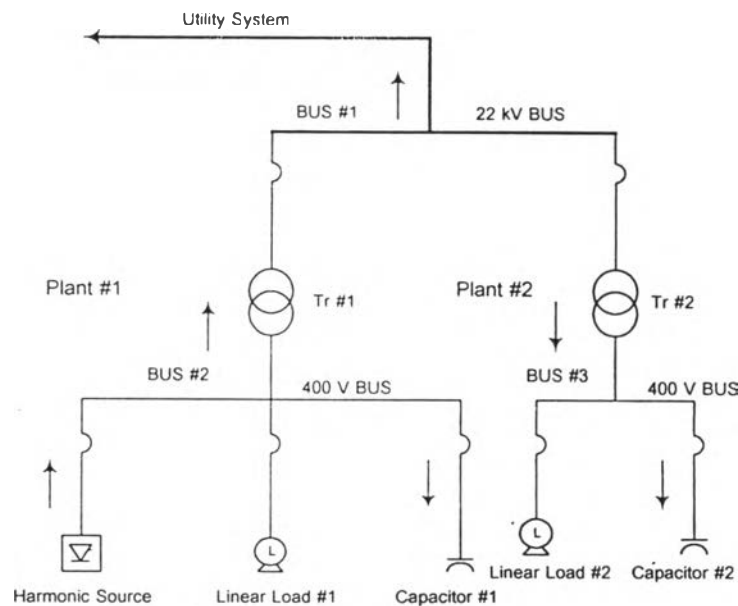 Utility System
BUS #1
22 kV BUS
Plant #1
Tr #1
Plant #2
Tr #2
BUS #2
400 V BUS
BUS #3
400 V BUS
L
L
Harmonic Source
Linear Load #1
Capacitor #1
Linear Load #2
Capacitor #2